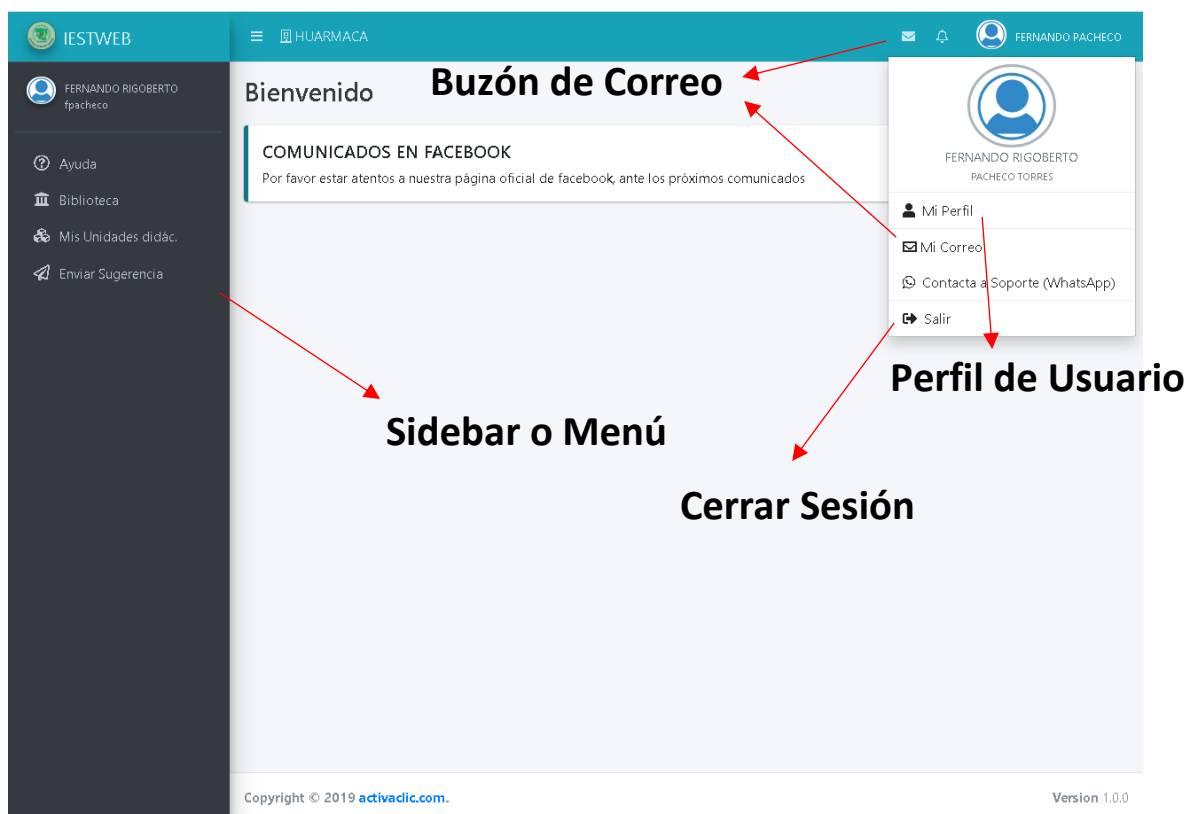 IESTWEB
HUARMACA
FERNANDO PACHECO
FERNANDO RIGOBERTO
fpacheco
Ayuda
Biblioteca
Mis Unidades didác.
Enviar Sugerencia
Bienvenido
Buzón de Correo
COMUNICADOS EN FACEBOOK
Por favor estar atentos a nuestra página oficial de facebook, ante los próximos comunicados
FERNANDO RIGOBERTO
PACHECO TORRES
Mi Perfil
Mi Correo
Contacta a Soporte (WhatsApp)
Salir
Perfil de Usuario
Sidebar o Menú
Cerrar Sesión
Copyright © 2019 activaclic.com.
Version 1.0.0